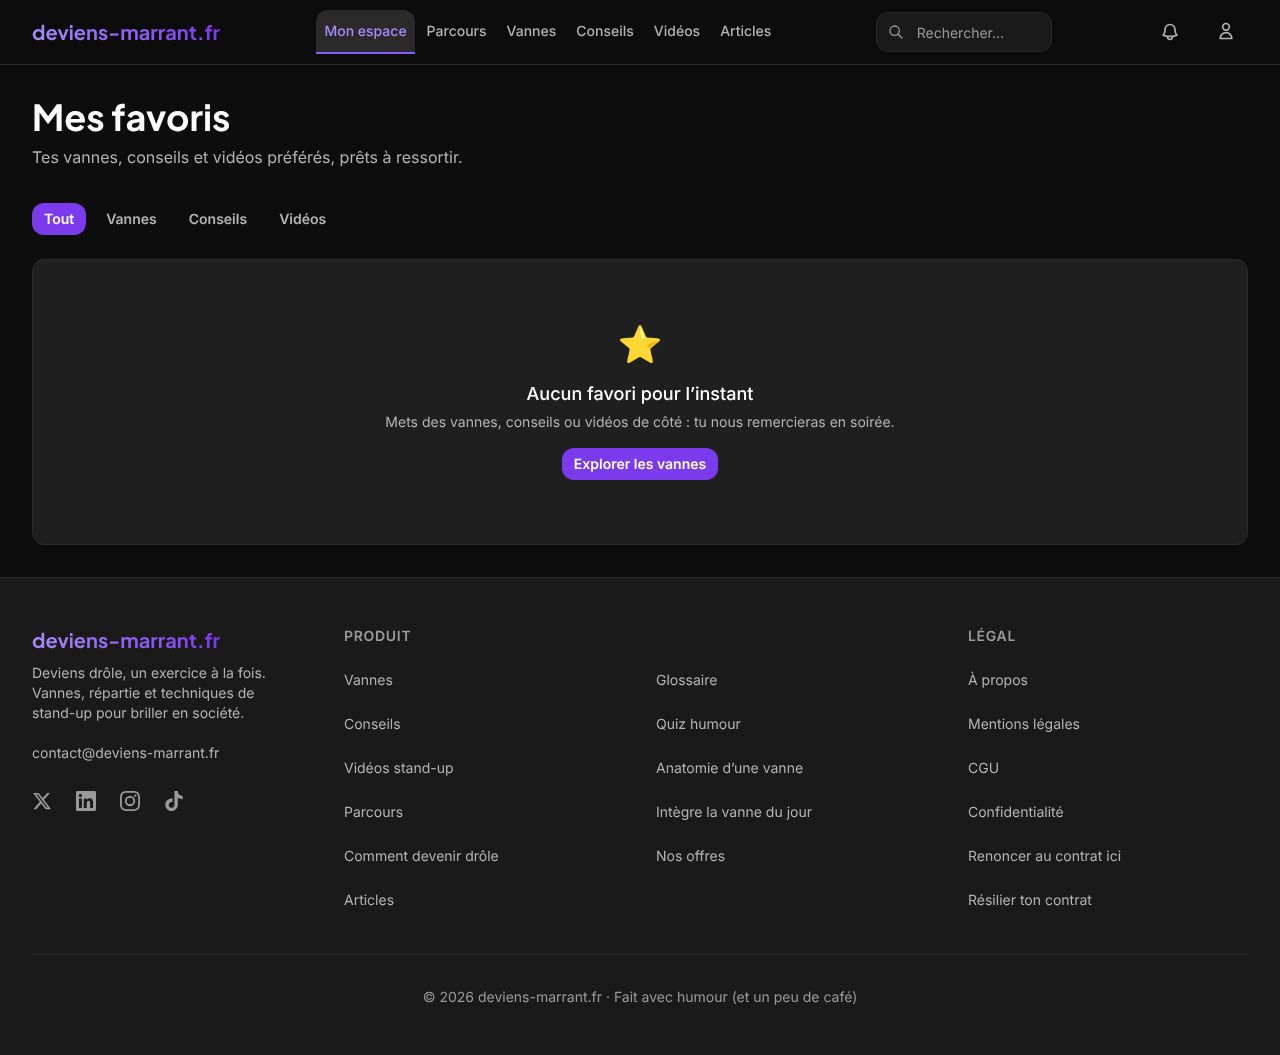 deviens-marrant.fr
Mon espace
Parcours
Vannes
Conseils
Vidéos
Articles
Rechercher...
Mes favoris
Tes vannes, conseils et vidéos préférés, prêts à ressortir.
Tout
Vannes
Conseils
Vidéos
Aucun favori pour l’instant
Mets des vannes, conseils ou vidéos de côté : tu nous remercieras en soirée.
Explorer les vannes
deviens-marrant.fr
Deviens drôle, un exercice à la fois.
Vannes, répartie et techniques de
stand-up pour briller en société.
contact@deviens-marrant.fr
PRODUIT
Vannes
Conseils
Vidéos stand-up
Parcours
Comment devenir drôle
Articles
Glossaire
Quiz humour
Anatomie d’une vanne
Intègre la vanne du jour
Nos offres
LÉGAL
À propos
Mentions légales
CGU
Confidentialité
Renoncer au contrat ici
Résilier ton contrat
© 2026 deviens-marrant.fr · Fait avec humour (et un peu de café)